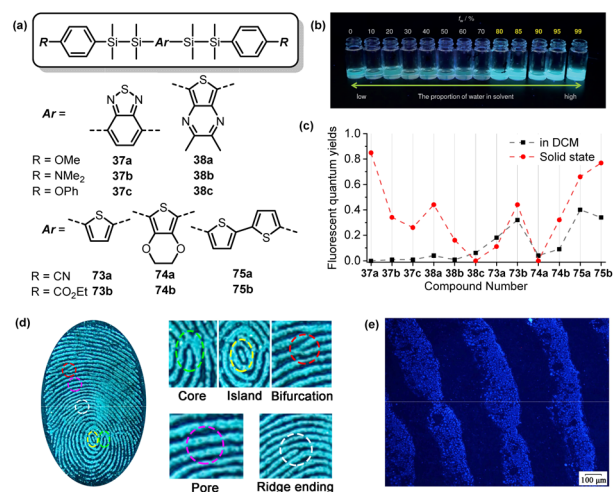 (a)
R Si Si Ar Si Si R
Ar =
N S N
S
N N
R = OMe 37a 38a
R = NMe2 37b 38b
R = OPh 37c 38c
Ar =
S
S
O O
S
S
R = CN 73a 74a 75a
R = CO2Et 73b 74b 75b
(b)
fw / %
0 10 20 30 40 50 60 70 80 85 90 95 99
low The proportion of water in solvent high
(c)
Fluorescent quantum yields
1.0
0.8
0.6
0.4
0.2
0.0
in DCM
Solid state
37a 37b 37c 38a 38b 38c 73a 73b 74a 74b 75a 75b
Compound Number
(d)
Core Island Bifurcation
Pore Ridge ending
(e)
100 μm